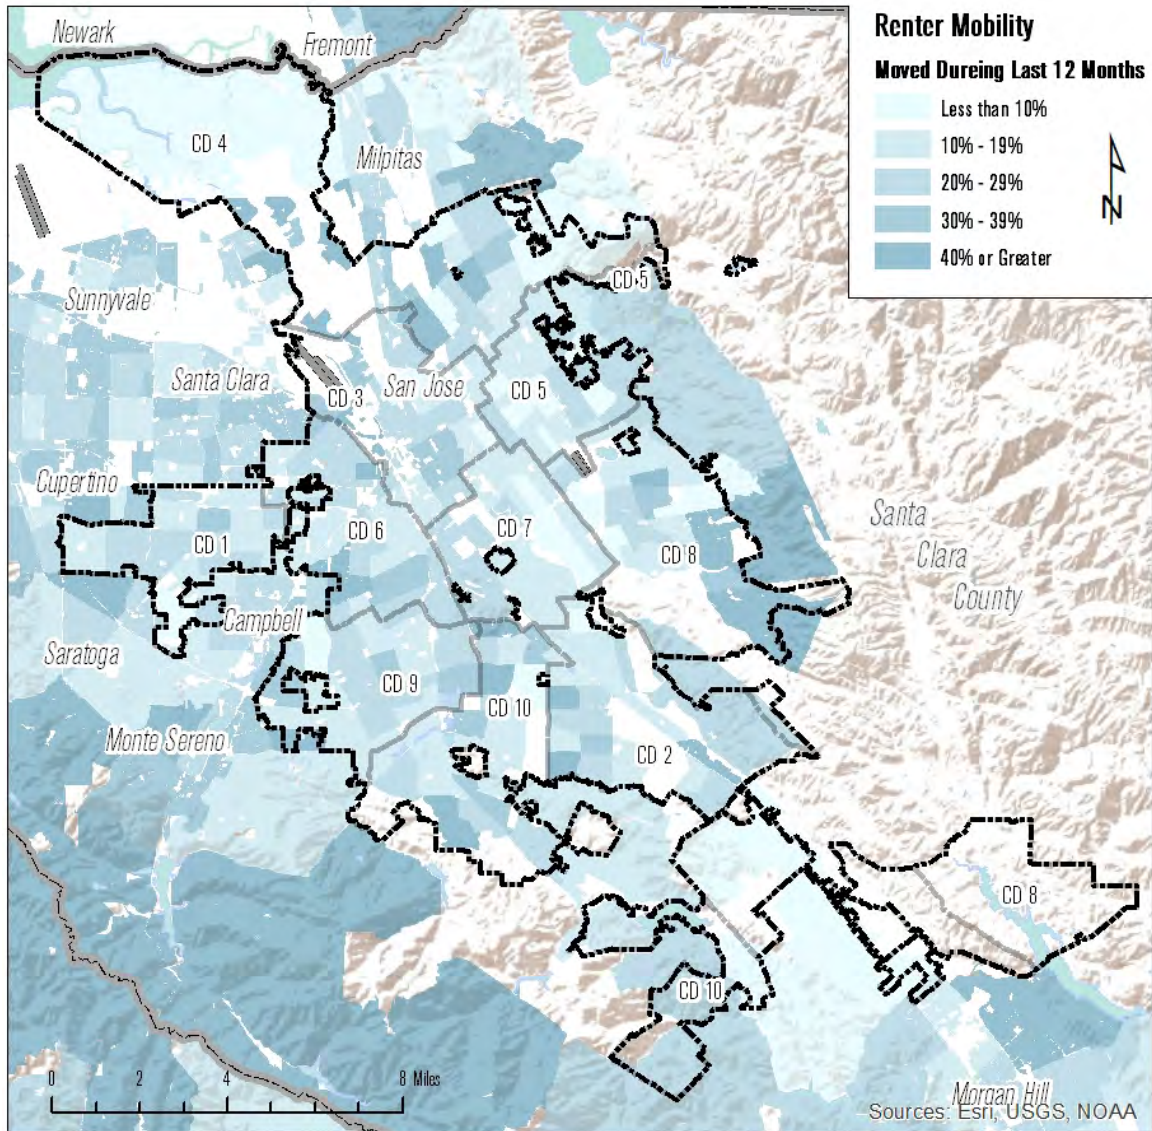 Renter Mobility
Moved Dureing Last 12 Months
Less than 10%
10% - 19%
20% - 29%
30% - 39%
40% or Greater
N
Newark
Fremont
CD 4
Milpitas
CD 5
Sunnyvale
Santa Clara
CD 3
San Jose
CD 5
Cupertino
CD 1
CD 6
CD 7
CD 8
Santa
Clara
County
Campbell
Saratoga
CD 9
CD 10
Monte Sereno
CD 2
CD 8
CD 10
0 2 4 8 Miles
Morgan Hill
Sources: Esri, USGS, NOAA